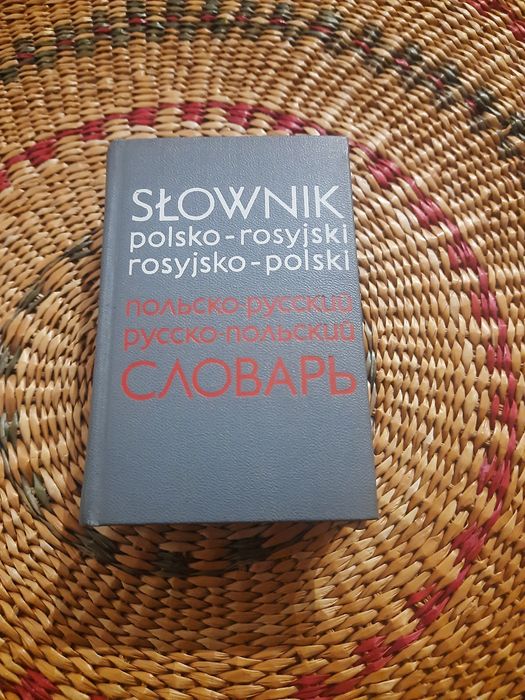 SŁOWNIK
polsko-rosyjski
rosyjsko-polski
польско-русский
русско-польский
СЛОВАРЬ